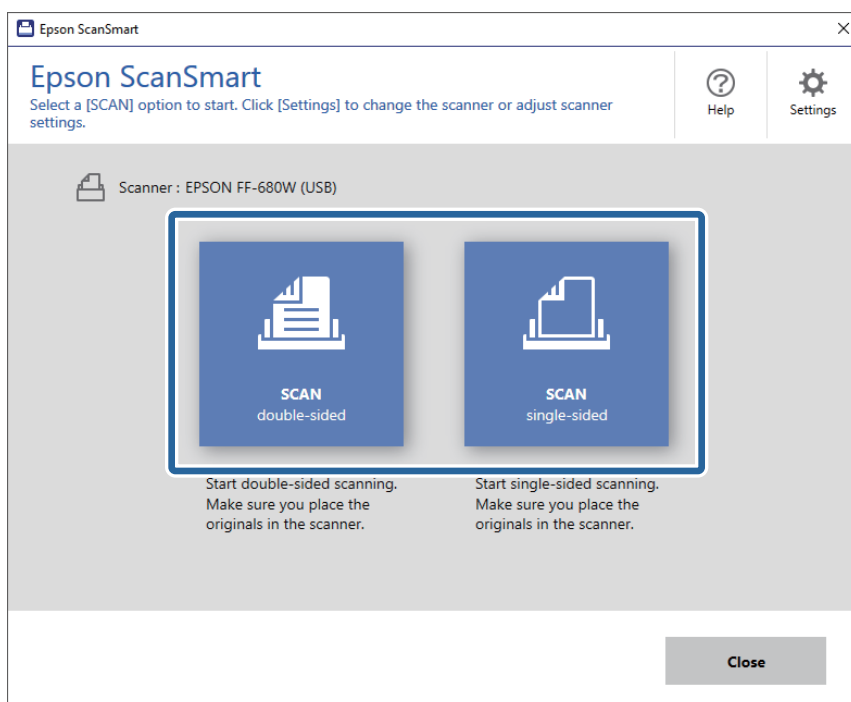 Epson ScanSmart
Epson ScanSmart
Select a [SCAN] option to start. Click [Settings] to change the scanner or adjust scanner
settings.
Help
Settings
Scanner : EPSON FF-680W (USB)
SCAN
double-sided
SCAN
single-sided
Start double-sided scanning.
Make sure you place the
originals in the scanner.
Start single-sided scanning.
Make sure you place the
originals in the scanner.
Close